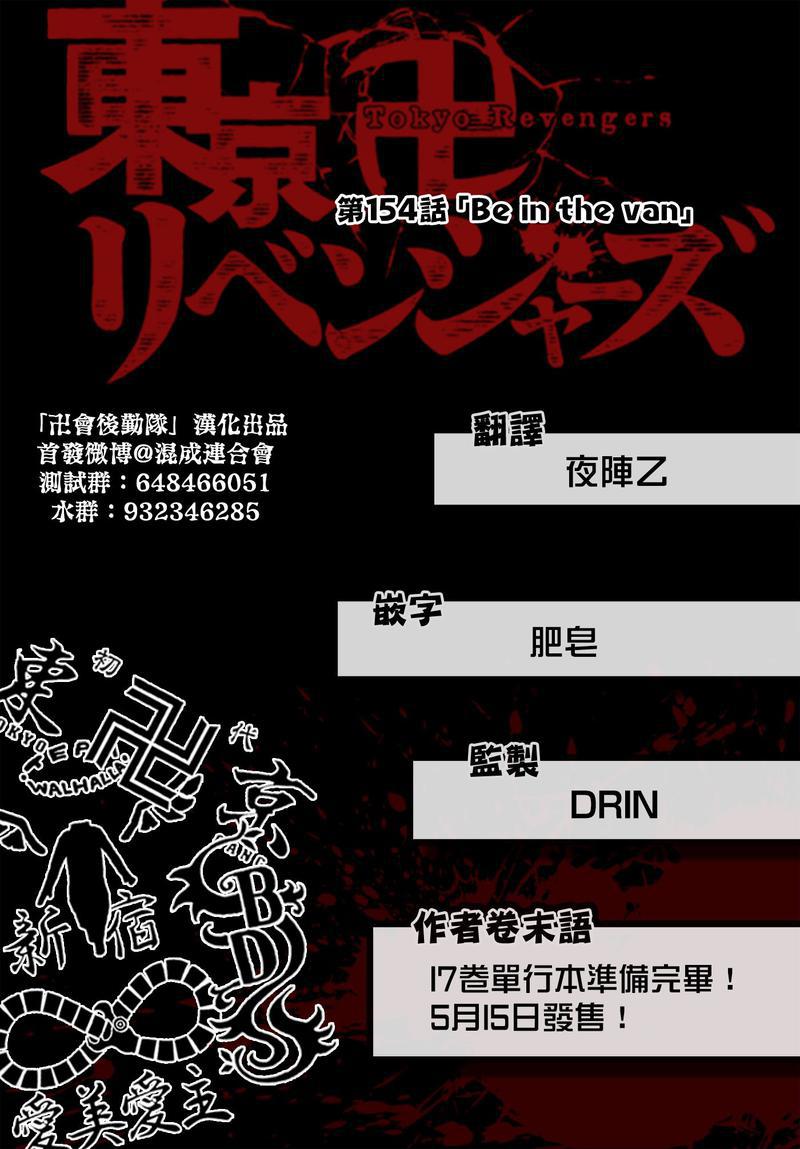 東京卍
Tokyo Revengers
第154話「Be in the van」
リベンジャーズ
「卍會後勤隊」漢化出品
首發微博@混成連合會
測試群：648466051
水群：932346285
翻譯
夜陣乙
嵌字
肥皂
監製
DRIN
作者卷末語
17卷單行本準備完畢！
5月15日發售！
東
初
卍
代
WALHALLA
京
新宿
BD
愛美愛主